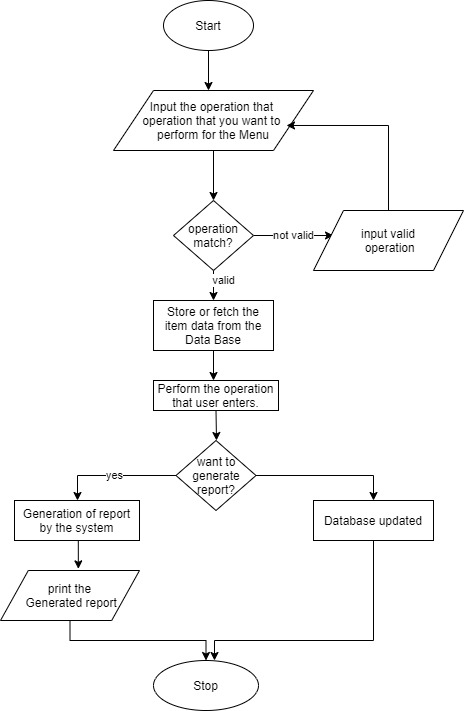 Start
Input the operation that
operation that you want to
perform for the Menu
operation
match?
not valid
input valid
operation
valid
Store or fetch the
item data from the
Data Base
Perform the operation
that user enters.
want to
generate
report?
yes
Generation of report
by the system
Database updated
print the
Generated report
Stop